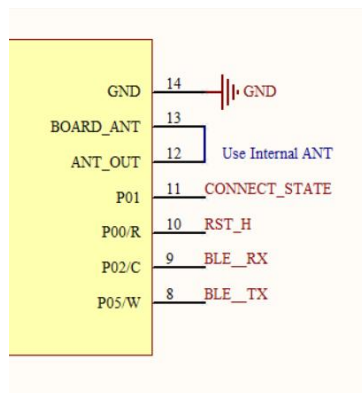 GND 14 GND
BOARD_ANT 13
ANT_OUT 12 Use Internal ANT
P01 11 CONNECT_STATE
P00/R 10 RST_H
P02/C 9 BLE__RX
P05/W 8 BLE__TX